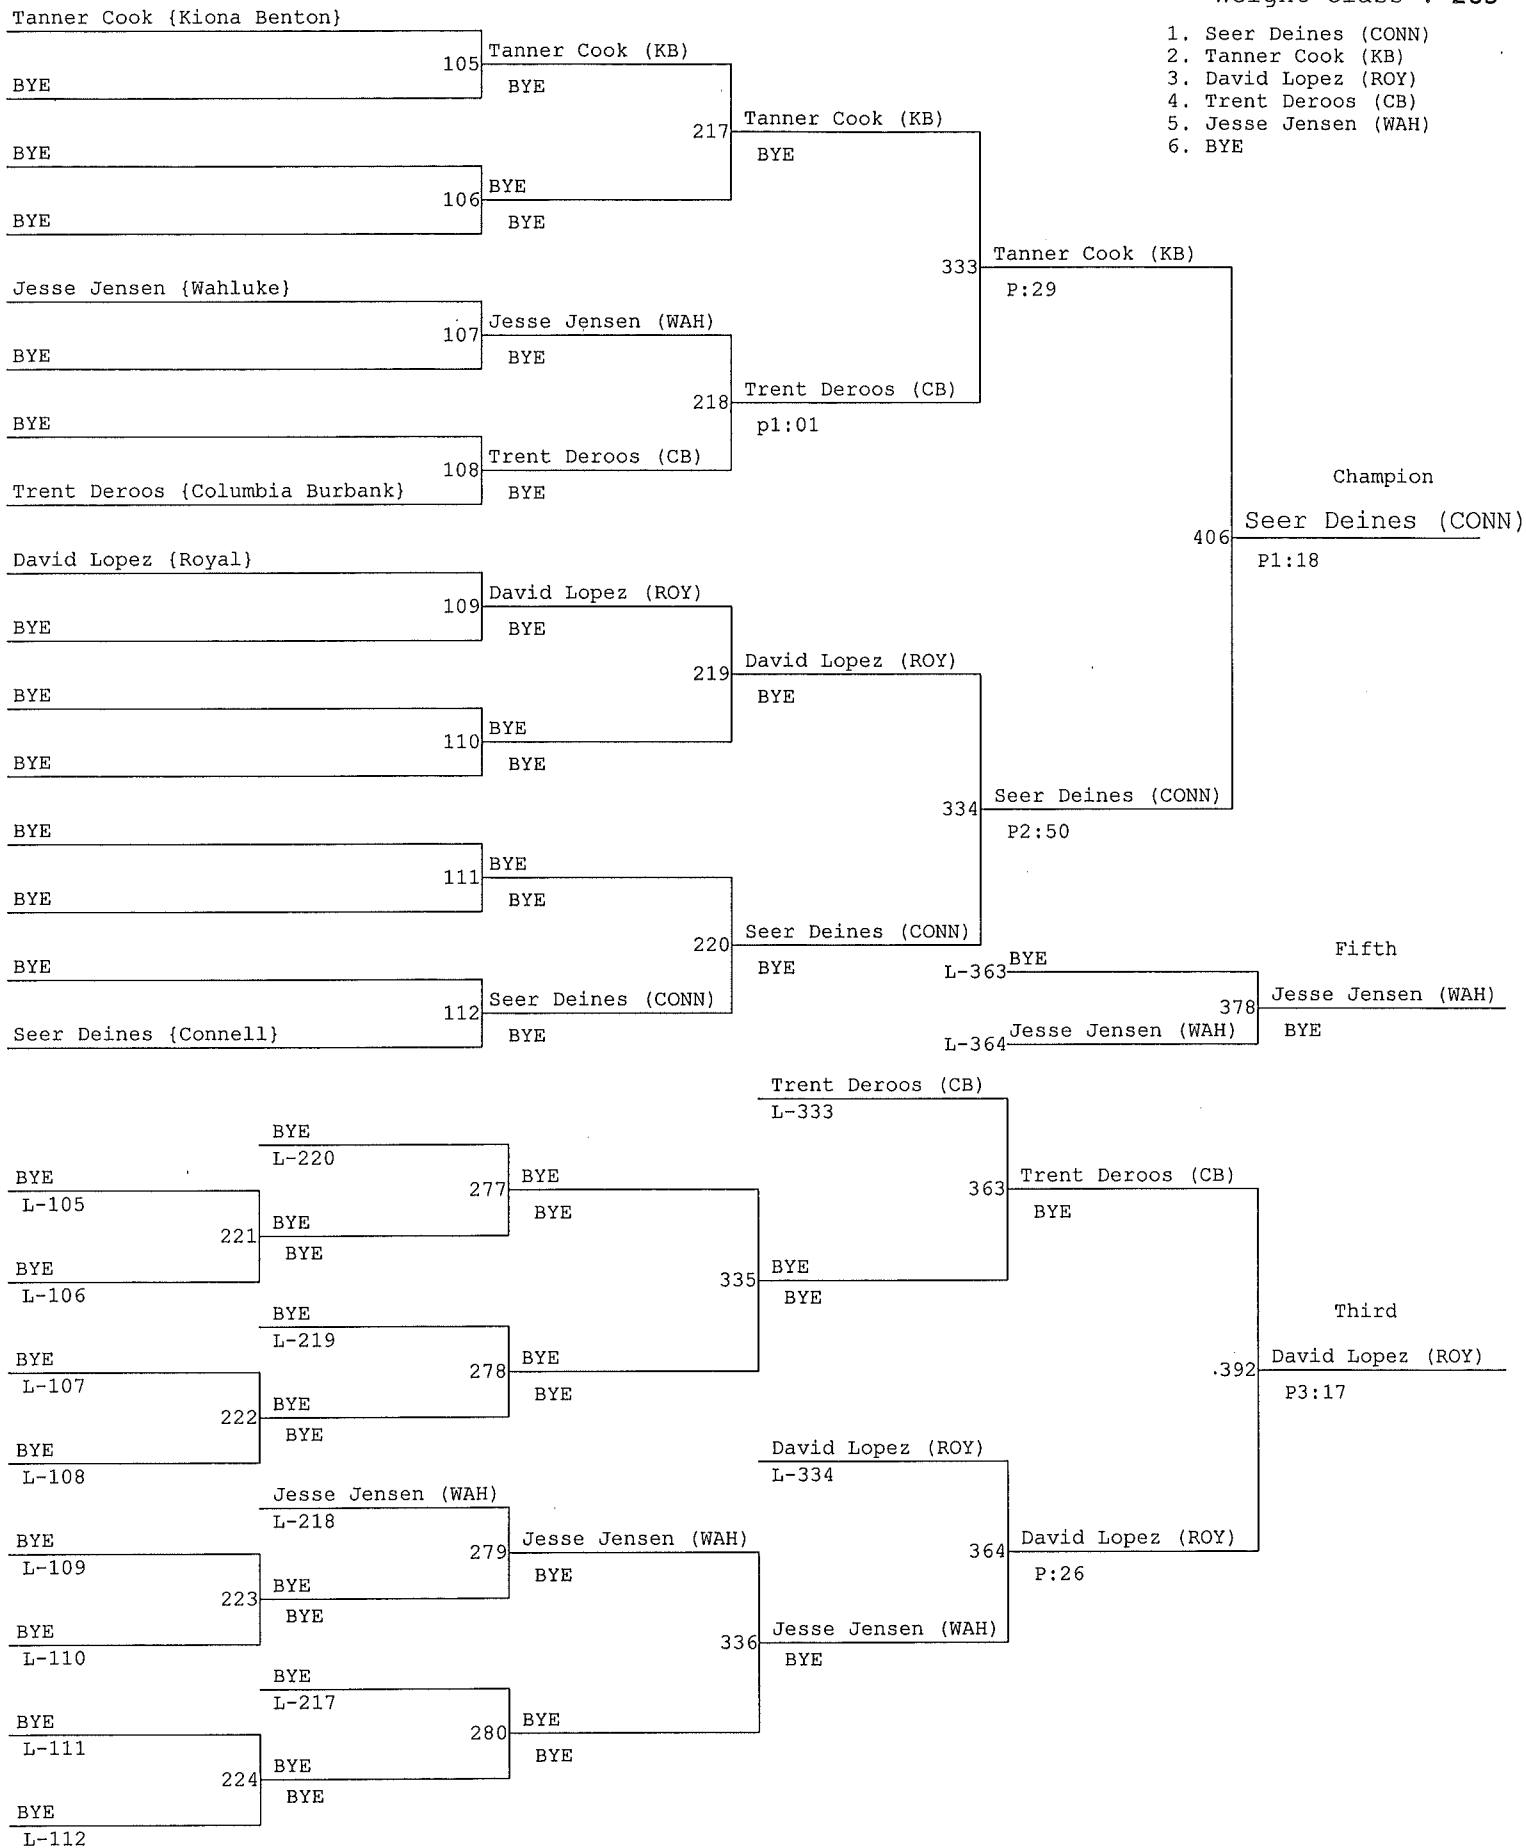 Weight Class : 285
1. Seer Deines (CONN)
2. Tanner Cook (KB)
3. David Lopez (ROY)
4. Trent Deroos (CB)
5. Jesse Jensen (WAH)
6. BYE
Tanner Cook {Kiona Benton}
105
BYE
Tanner Cook (KB)
BYE
BYE
106
BYE
BYE
BYE
217
Tanner Cook (KB)
BYE
Jesse Jensen {Wahluke}
107
BYE
Jesse Jensen (WAH)
BYE
BYE
108
Trent Deroos {Columbia Burbank}
Trent Deroos (CB)
BYE
218
Trent Deroos (CB)
p1:01
333
Tanner Cook (KB)
P:29
David Lopez {Royal}
109
BYE
David Lopez (ROY)
BYE
BYE
110
BYE
BYE
BYE
219
David Lopez (ROY)
BYE
BYE
111
BYE
BYE
BYE
BYE
112
Seer Deines {Connell}
Seer Deines (CONN)
BYE
220
Seer Deines (CONN)
BYE
334
Seer Deines (CONN)
P2:50
Champion
406
Seer Deines (CONN)
P1:18
Fifth
L-363
BYE
L-364
Jesse Jensen (WAH)
378
Jesse Jensen (WAH)
BYE
BYE
L-105
BYE
L-106
221
BYE
BYE
BYE
L-220
277
BYE
BYE
BYE
L-107
BYE
L-108
222
BYE
BYE
BYE
L-219
278
BYE
BYE
335
BYE
BYE
Trent Deroos (CB)
L-333
363
Trent Deroos (CB)
BYE
BYE
L-109
BYE
L-110
223
BYE
BYE
Jesse Jensen (WAH)
L-218
279
Jesse Jensen (WAH)
BYE
BYE
L-111
BYE
L-112
224
BYE
BYE
BYE
L-217
280
BYE
BYE
336
Jesse Jensen (WAH)
BYE
David Lopez (ROY)
L-334
364
David Lopez (ROY)
P:26
Third
.392
David Lopez (ROY)
P3:17